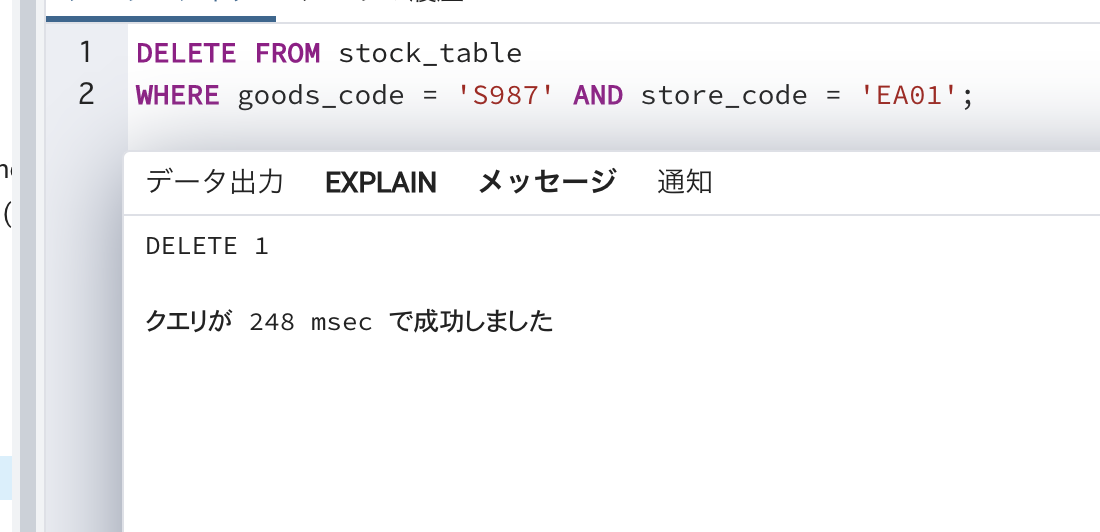 1 DELETE FROM stock_table
2 WHERE goods_code = 'S987' AND store_code = 'EA01';
データ出力 EXPLAIN メッセージ 通知
DELETE 1
クエリが 248 msec で成功しました